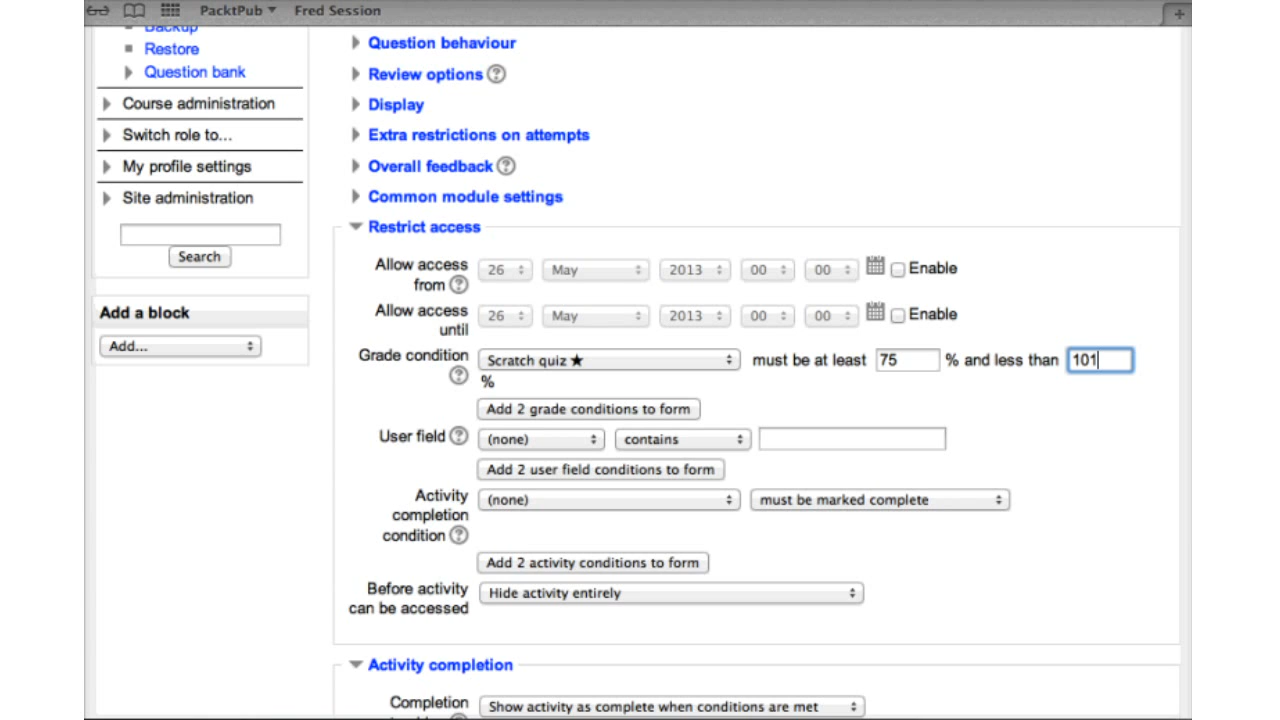 PacktPub Fred Session
+
Backup
Restore
Question bank
Course administration
Switch role to...
My profile settings
Site administration
Search
Add a block
Add...
Question behaviour
Review options ?
Display
Extra restrictions on attempts
Overall feedback ?
Common module settings
Restrict access
Allow access from ? 26 May 2013 00 00 Enable
Allow access until 26 May 2013 00 00 Enable
Grade condition ? Scratch quiz ★ must be at least 75 % and less than 101
%
Add 2 grade conditions to form
User field ? (none) contains
Add 2 user field conditions to form
Activity completion condition ? (none) must be marked complete
Add 2 activity conditions to form
Before activity can be accessed Hide activity entirely
Activity completion
Completion Show activity as complete when conditions are met